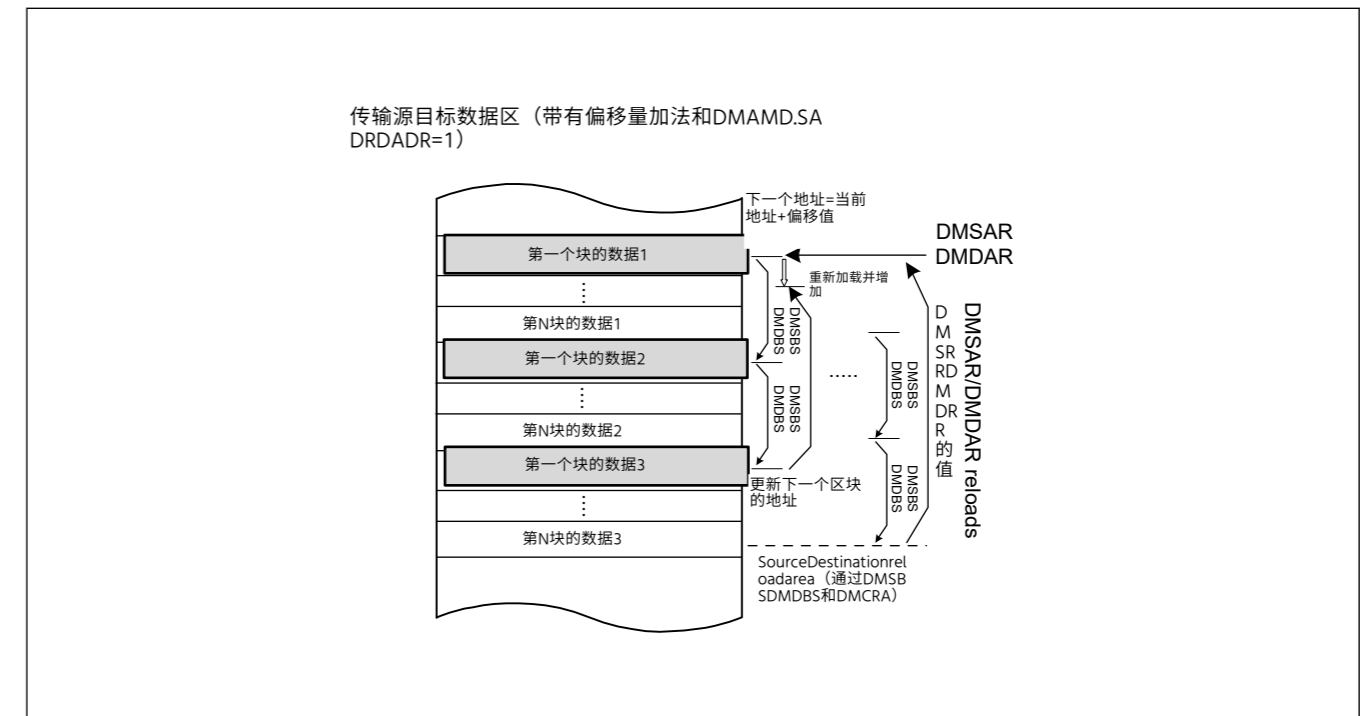 传输源目标数据区（带有偏移量加法和DMAMD.SA
DRDADR=1）
下一个地址=当前
地址+偏移值
DMSAR
DMDAR
第一个块的数据1
重新加载并增
加
第N块的数据1
DMSBS
DMDBS
第一个块的数据2
DMSBS
DMDBS
第N块的数据2
第一个块的数据3
更新下一个区块
的地址
第N块的数据3
.....
DMSBS
DMDBS
DMSBS
DMDBS
D
M
SR
RD
M
DR
R
的
值
DMSAR/DMDAR reloads
SourceDestinationrel
oadarea（通过DMSB
SDMDBS和DMCRA）